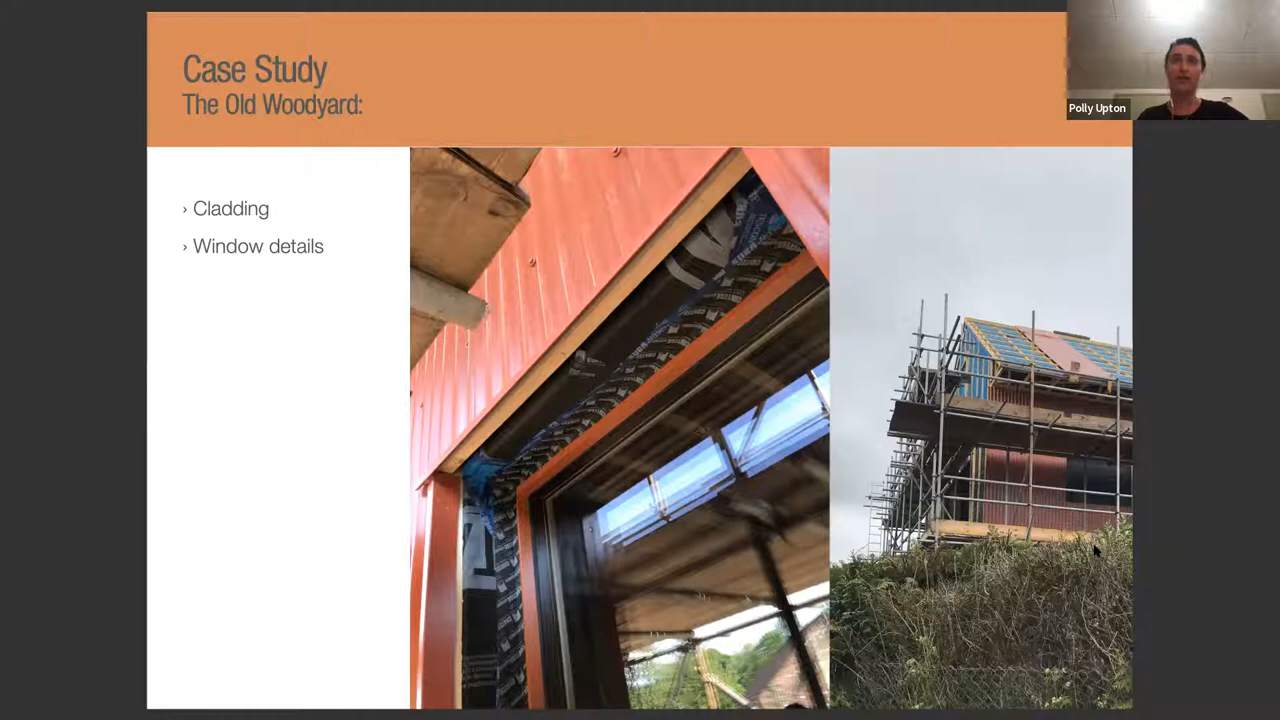 Case Study
The Old Woodyard:
› Cladding
› Window details
Polly Upton